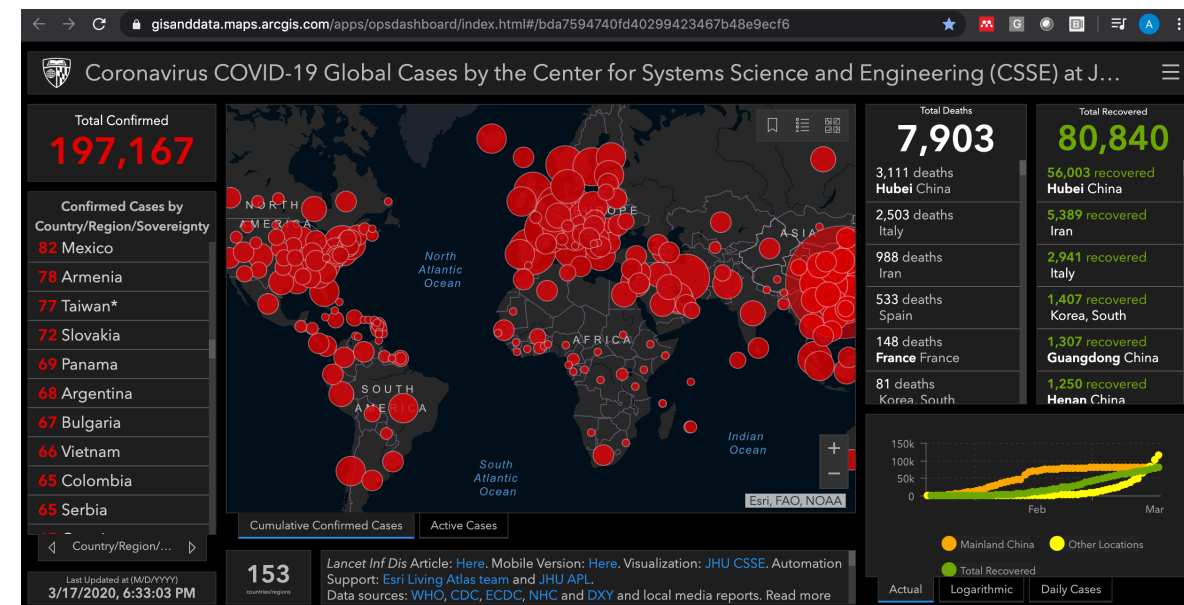 gisanddata.maps.arcgis.com/apps/opsdashboard/index.html#/bda7594740fd40299423467b48e9ecf6
Coronavirus COVID-19 Global Cases by the Center for Systems Science and Engineering (CSSE) at J...
Total Confirmed
197,167
Confirmed Cases by
Country/Region/Sovereignty
82 Mexico
78 Armenia
77 Taiwan*
72 Slovakia
69 Panama
68 Argentina
67 Bulgaria
66 Vietnam
65 Colombia
65 Serbia
Country/Region/...
Last Updated at (M/D/YYYY)
3/17/2020, 6:33:03 PM
NORTH
AMERICA
North
Atlantic
Ocean
EUROPE
ASIA
AFRICA
SOUTH
AMERICA
South
Atlantic
Ocean
Indian
Ocean
+
−
Esri, FAO, NOAA
Cumulative Confirmed Cases
Active Cases
153
countries/regions
Lancet Inf Dis Article: Here. Mobile Version: Here. Visualization: JHU CSSE. Automation
Support: Esri Living Atlas team and JHU APL.
Data sources: WHO, CDC, ECDC, NHC and DXY and local media reports. Read more
Total Deaths
7,903
3,111 deaths
Hubei China
2,503 deaths
Italy
988 deaths
Iran
533 deaths
Spain
148 deaths
France France
81 deaths
Korea, South
Total Recovered
80,840
56,003 recovered
Hubei China
5,389 recovered
Iran
2,941 recovered
Italy
1,407 recovered
Korea, South
1,307 recovered
Guangdong China
1,250 recovered
Henan China
150k
100k
50k
0
Feb
Mar
Mainland China
Other Locations
Total Recovered
Actual
Logarithmic
Daily Cases